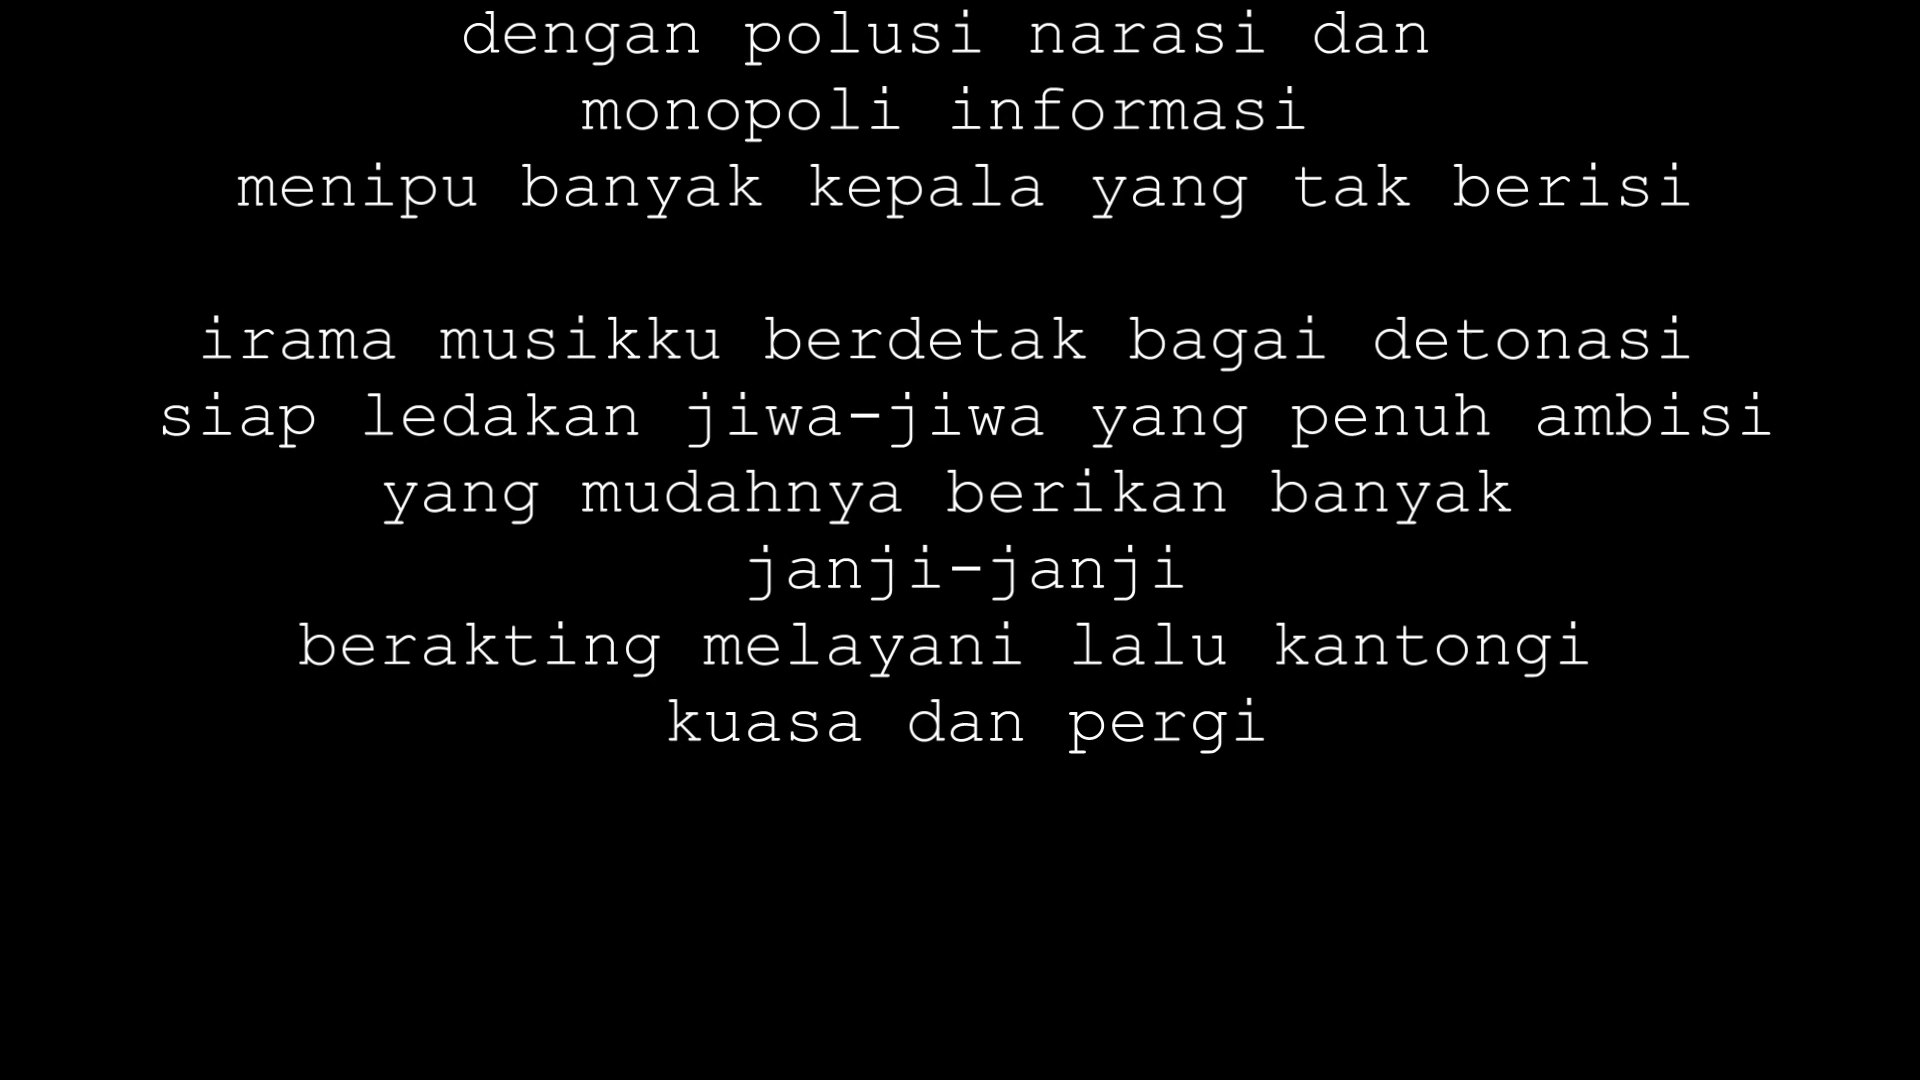 dengan polusi narasi dan
monopoli informasi
menipu banyak kepala yang tak berisi
irama musikku berdetak bagai detonasi
siap ledakan jiwa-jiwa yang penuh ambisi
yang mudahnya berikan banyak
janji-janji
berakting melayani lalu kantongi
kuasa dan pergi